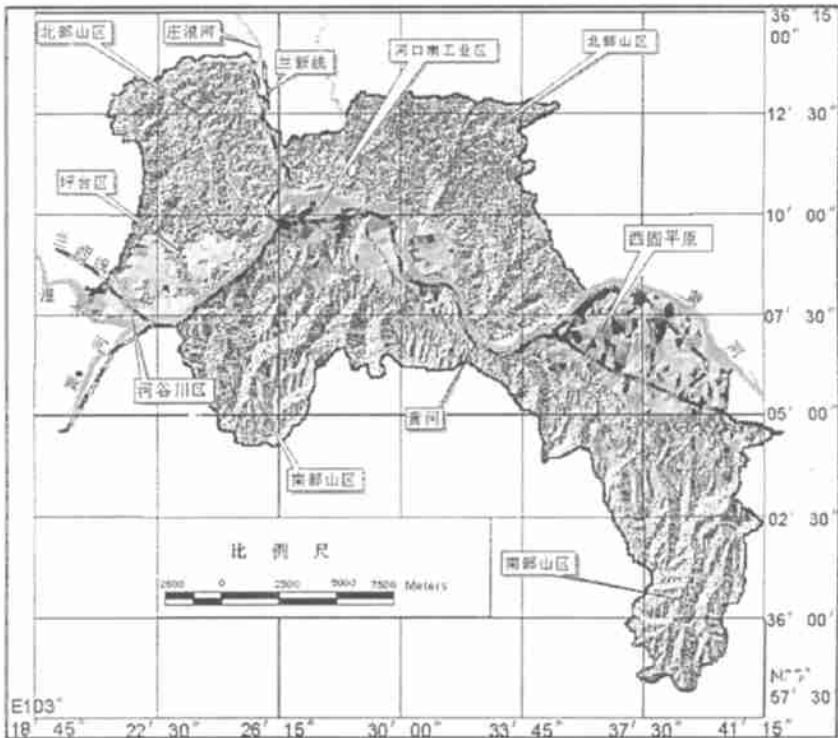 36° 15′
00″
北部山区
庄浪河
兰新线
河口南工业区
北部山区
12′ 30″
坪台区
10′ 00″
西固平原
黄河
07′ 30″
河谷川区
黄河
黄河
05′ 00″
南部山区
02′ 30″
比 例 尺
2500 0 2500 5000 7500 Meters
南部山区
36° 00′
57′ 30
E103°
18′ 45″ 22′ 30″ 26′ 15″ 30′ 00″ 33′ 45″ 37′ 30″ 41′ 15″